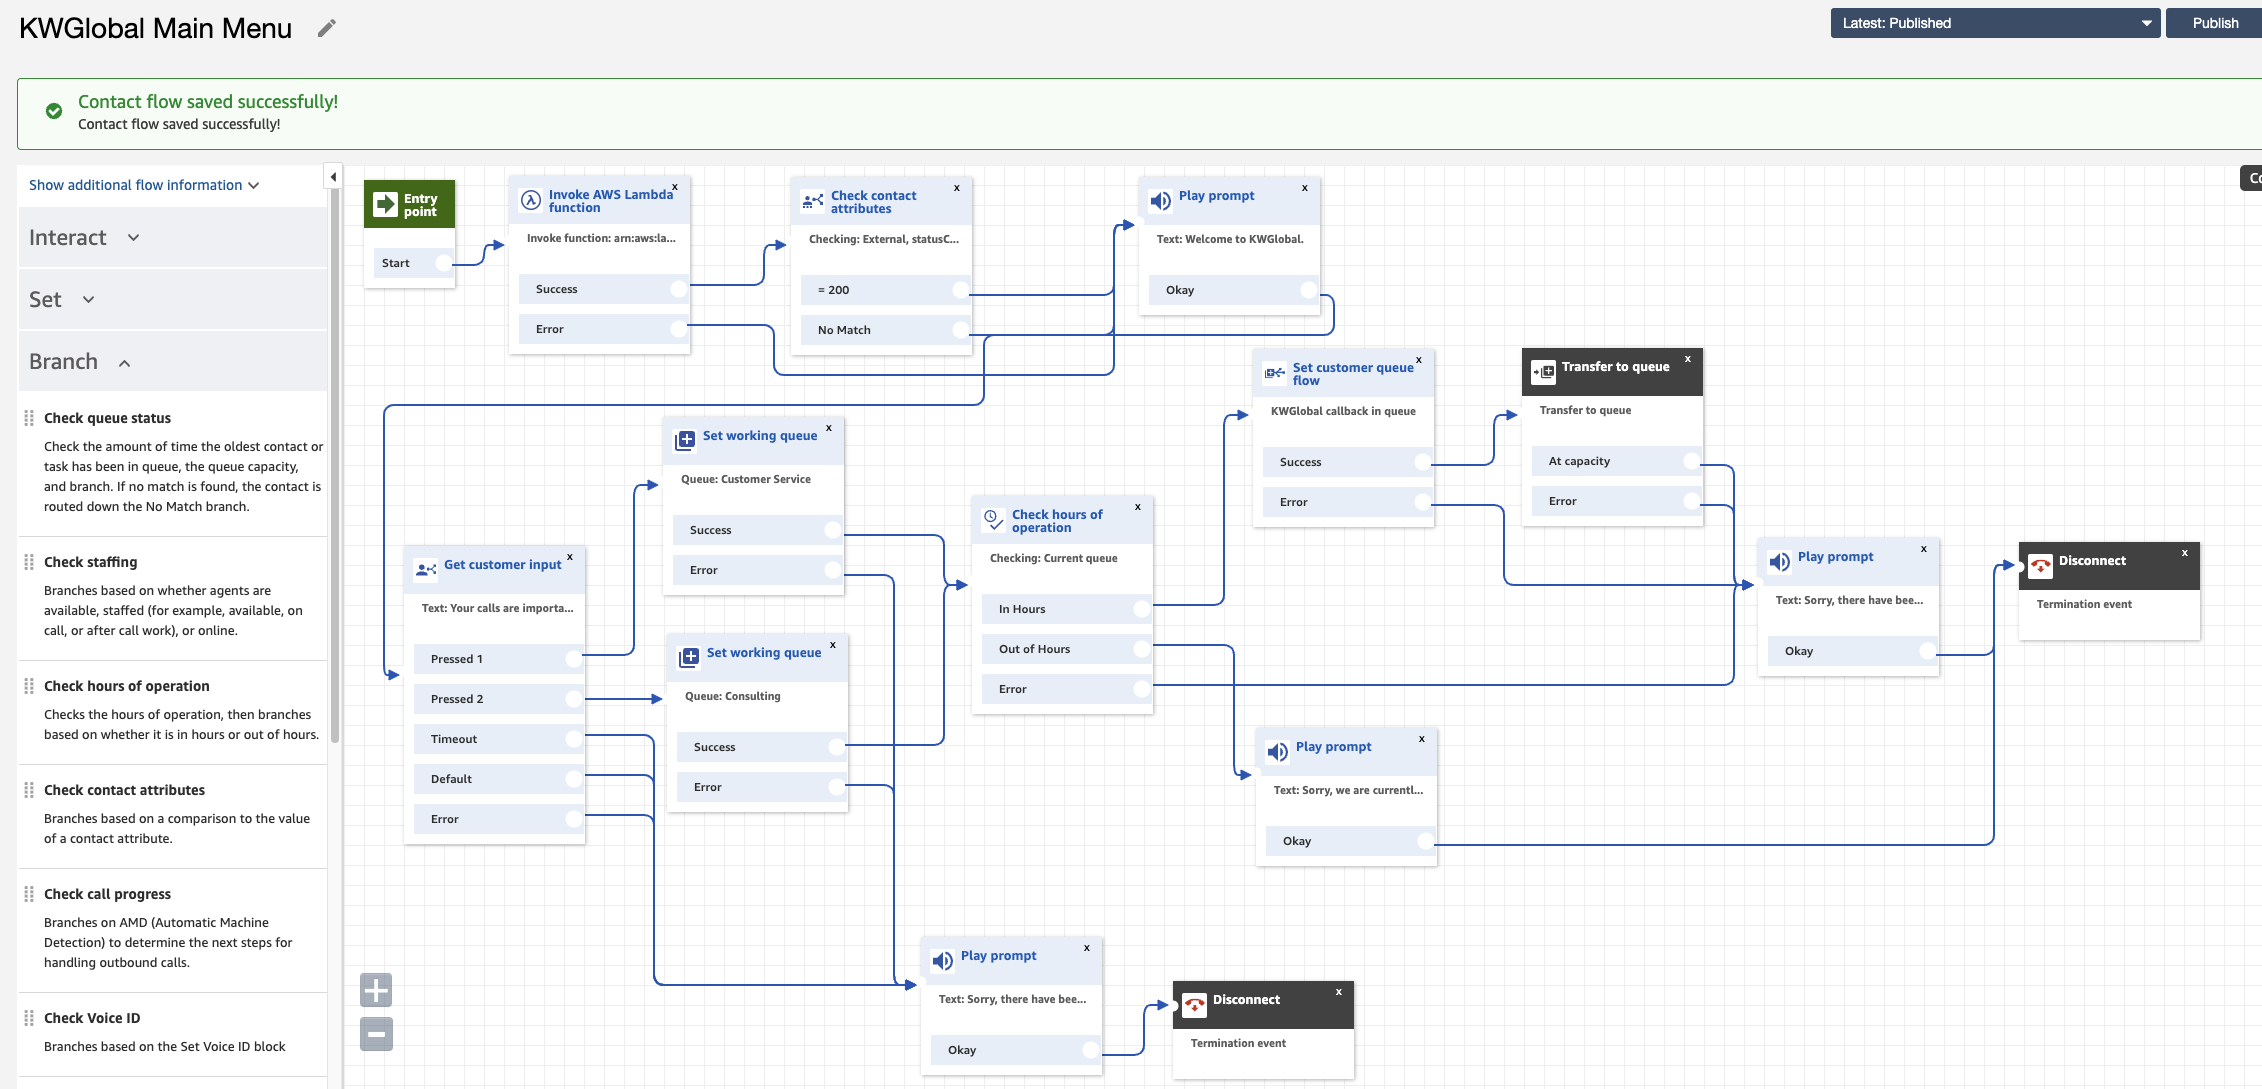 KWGlobal Main Menu
Latest: Published
Publish
Contact flow saved successfully!
Contact flow saved successfully!
Show additional flow information
Interact
Set
Branch
Check queue status
Check the amount of time the oldest contact or
task has been in queue, the queue capacity,
and branch. If no match is found, the contact is
routed down the No Match branch.
Check staffing
Branches based on whether agents are
available, staffed (for example, available, on
call, or after call work), or online.
Check hours of operation
Checks the hours of operation, then branches
based on whether it is in hours or out of hours.
Check contact attributes
Branches based on a comparison to the value
of a contact attribute.
Check call progress
Branches on AMD (Automatic Machine
Detection) to determine the next steps for
handling outbound calls.
Check Voice ID
Branches based on the Set Voice ID block
Entry
point
Start
Invoke AWS Lambda
function
x
Invoke function: arn:aws:la...
Success
Error
Check contact
attributes
x
Checking: External, statusC...
= 200
No Match
Play prompt
x
Text: Welcome to KWGlobal.
Okay
Set customer queue
flow
x
KWGlobal callback in queue
Success
Error
Transfer to queue
x
Transfer to queue
At capacity
Error
Set working queue
x
Queue: Customer Service
Success
Error
Check hours of
operation
x
Checking: Current queue
In Hours
Out of Hours
Error
Get customer input
x
Text: Your calls are importa...
Pressed 1
Pressed 2
Timeout
Default
Error
Set working queue
x
Queue: Consulting
Success
Error
Play prompt
x
Text: Sorry, there have bee...
Okay
Disconnect
x
Termination event
Play prompt
x
Text: Sorry, we are currentl...
Okay
Play prompt
x
Text: Sorry, there have bee...
Okay
Disconnect
x
Termination event